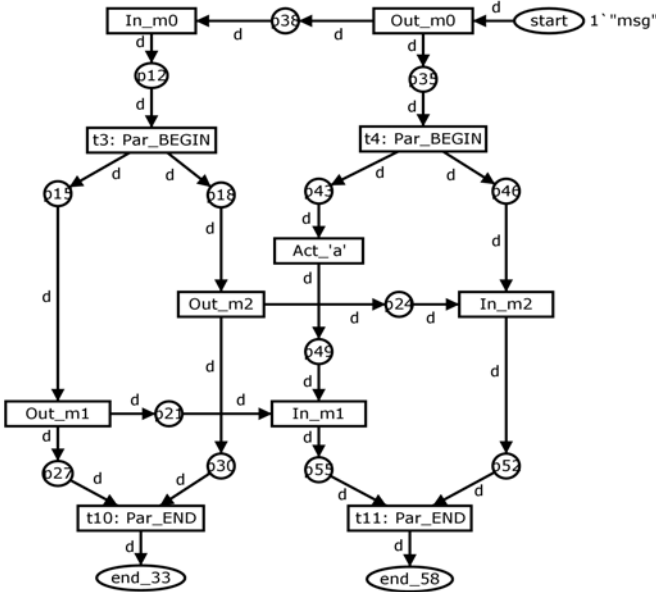 In_m0
d
p38
d
Out_m0
d
start
1`"msg"
d
d
p12
p35
d
d
t3: Par_BEGIN
t4: Par_BEGIN
d
d
d
d
p15
p18
p43
p46
d
d
Act_'a'
d
d
d
Out_m2
d
p24
d
In_m2
p49
d
d
d
Out_m1
d
p21
d
In_m1
d
d
p27
d
d
p30
p55
d
d
p52
t10: Par_END
t11: Par_END
d
d
end_33
end_58